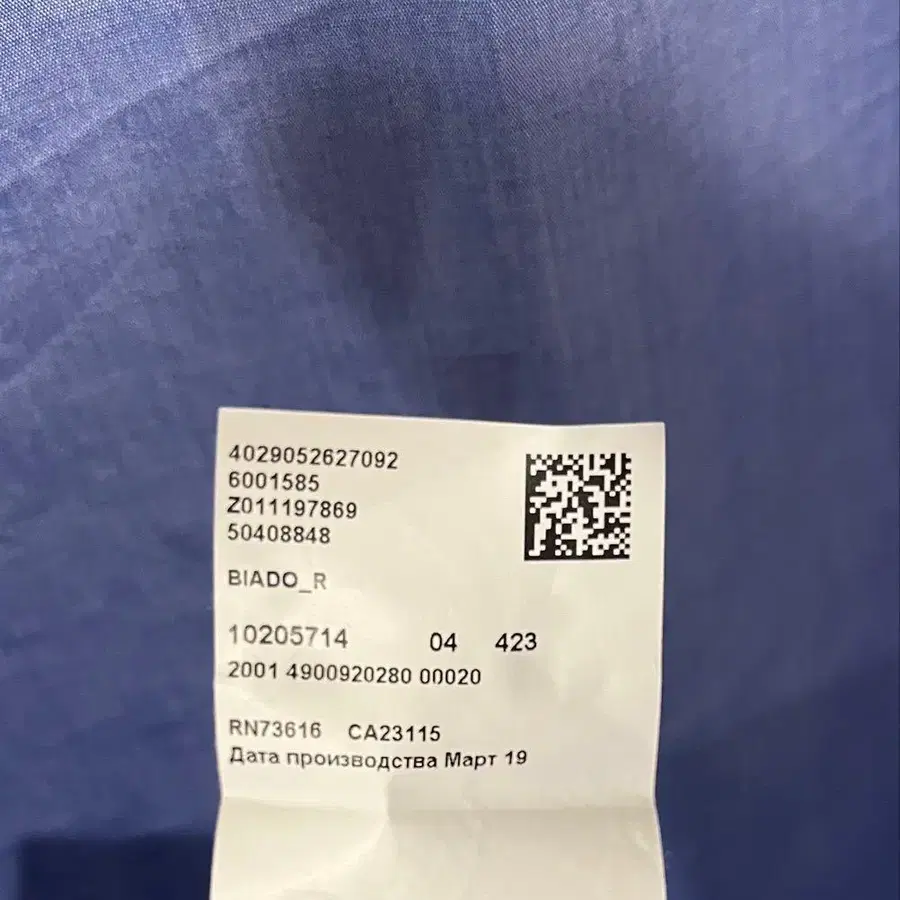 4029052627092
6001585
Z011197869
50408848
BIADO_R
10205714 04 423
2001 4900920280 00020
RN73616 CA23115
Дата производства Март 19